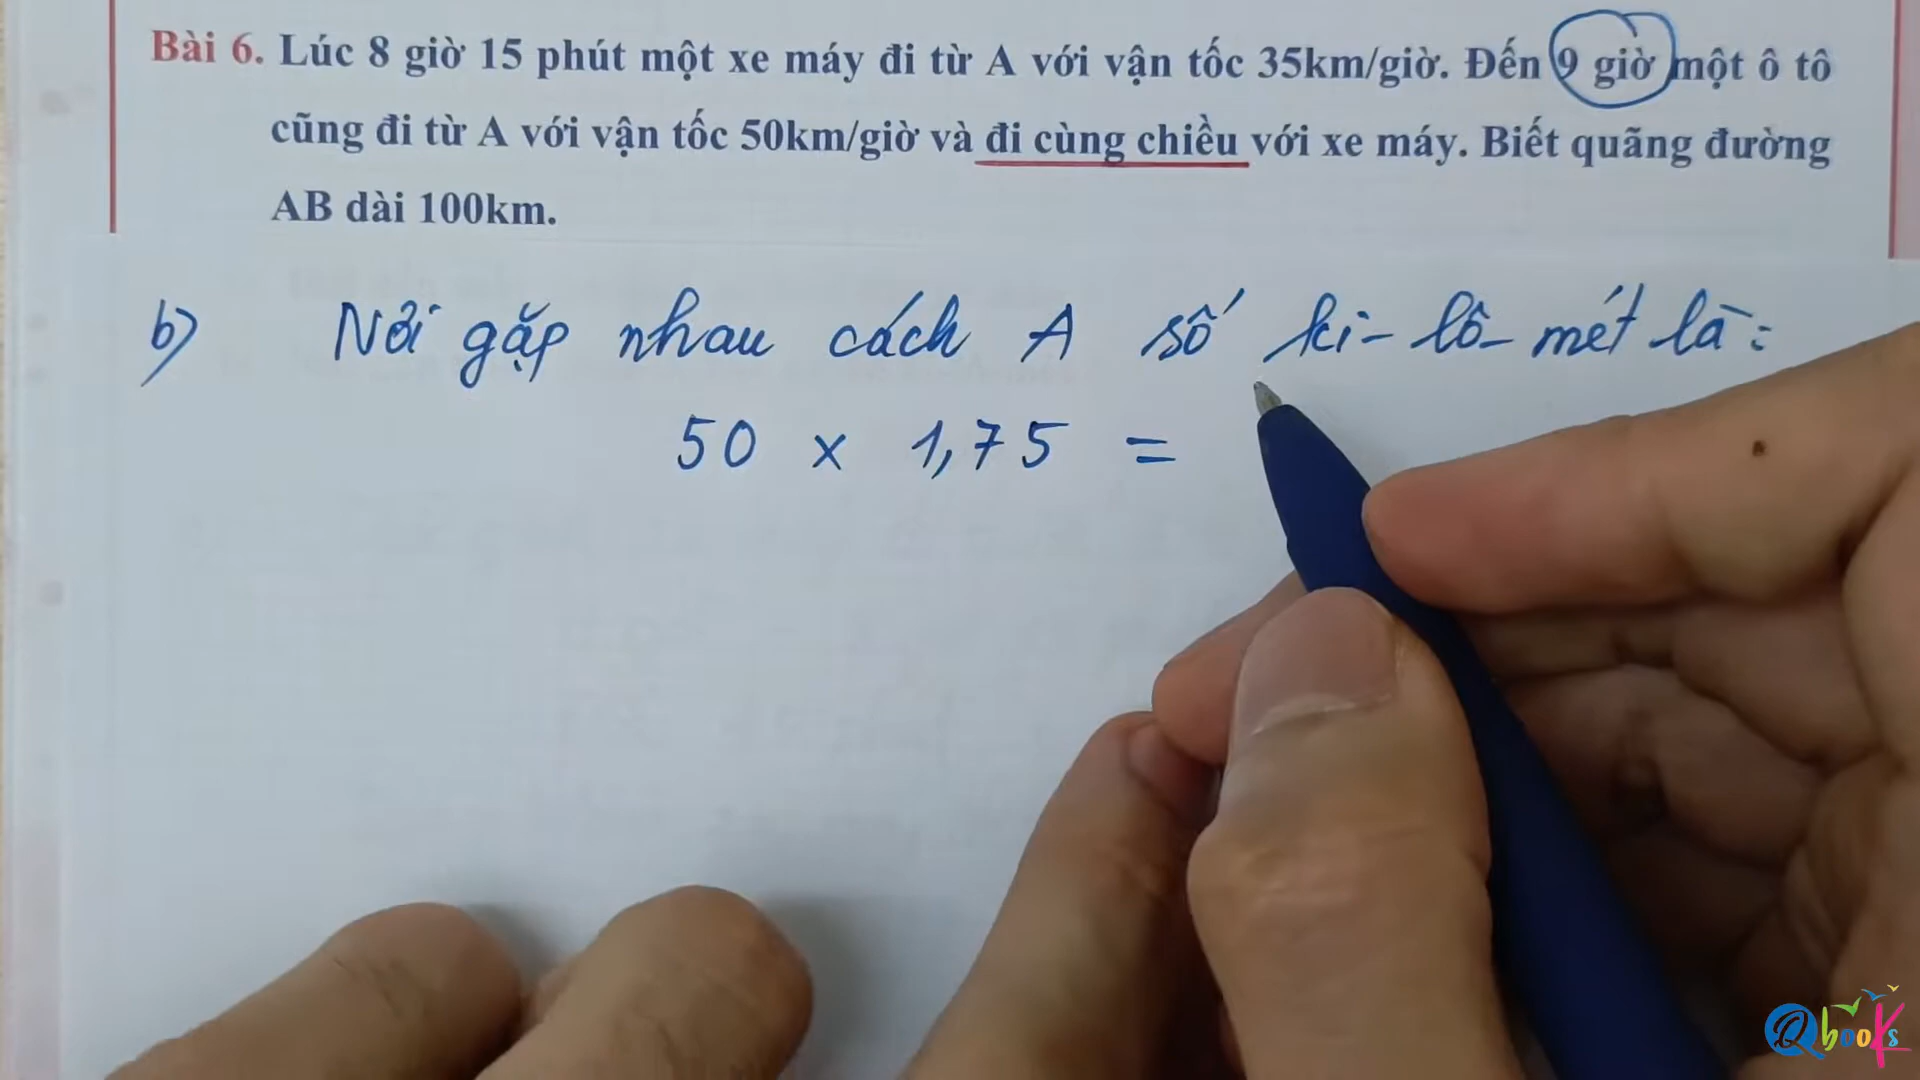 Bài 6. Lúc 8 giờ 15 phút một xe máy đi từ A với vận tốc 35km/giờ. Đến 9 giờ một ô tô
cũng đi từ A với vận tốc 50km/giờ và đi cùng chiều với xe máy. Biết quãng đường
AB dài 100km.
b) Nơi gặp nhau cách A số ki-lô-mét là:
50 x 1,75 =
Qbooks